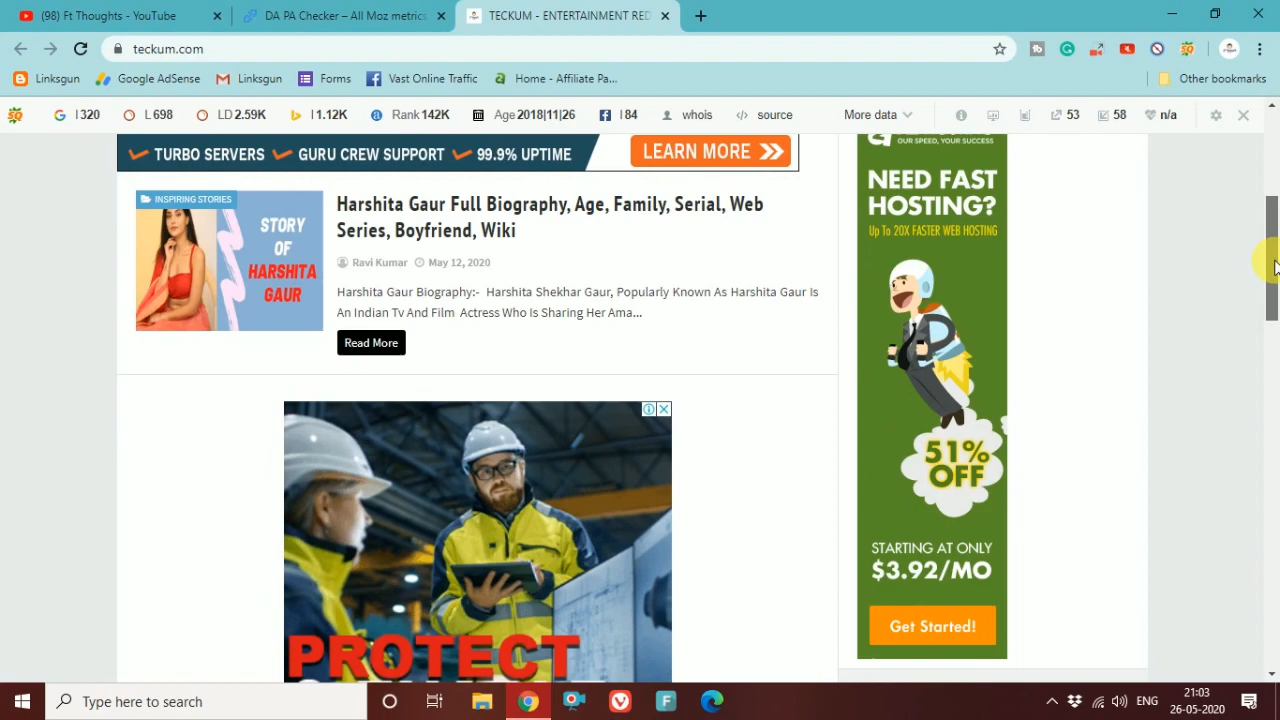 (98) Ft Thoughts - YouTube
DA PA Checker – All Moz metrics
TECKUM - ENTERTAINMENT RED
teckum.com
Linksgun
Google AdSense
Linksgun
Forms
Vast Online Traffic
Home - Affiliate Pa...
Other bookmarks
I 320
L 698
LD 2.59K
I 1.12K
Rank 142K
Age 2018|11|26
I 84
whois
source
More data
53
58
n/a
TURBO SERVERS GURU CREW SUPPORT 99.9% UPTIME
LEARN MORE
OUR SPEED, YOUR SUCCESS
NEED FAST
HOSTING?
Up To 20X FASTER WEB HOSTING
51%
OFF
STARTING AT ONLY
$3.92/MO
Get Started!
INSPIRING STORIES
STORY
OF
HARSHITA
GAUR
Harshita Gaur Full Biography, Age, Family, Serial, Web
Series, Boyfriend, Wiki
Ravi Kumar May 12, 2020
Harshita Gaur Biography:- Harshita Shekhar Gaur, Popularly Known As Harshita Gaur Is
An Indian Tv And Film Actress Who is Sharing Her Ama...
Read More
PROTECT
Type here to search
ENG
21:03
26-05-2020